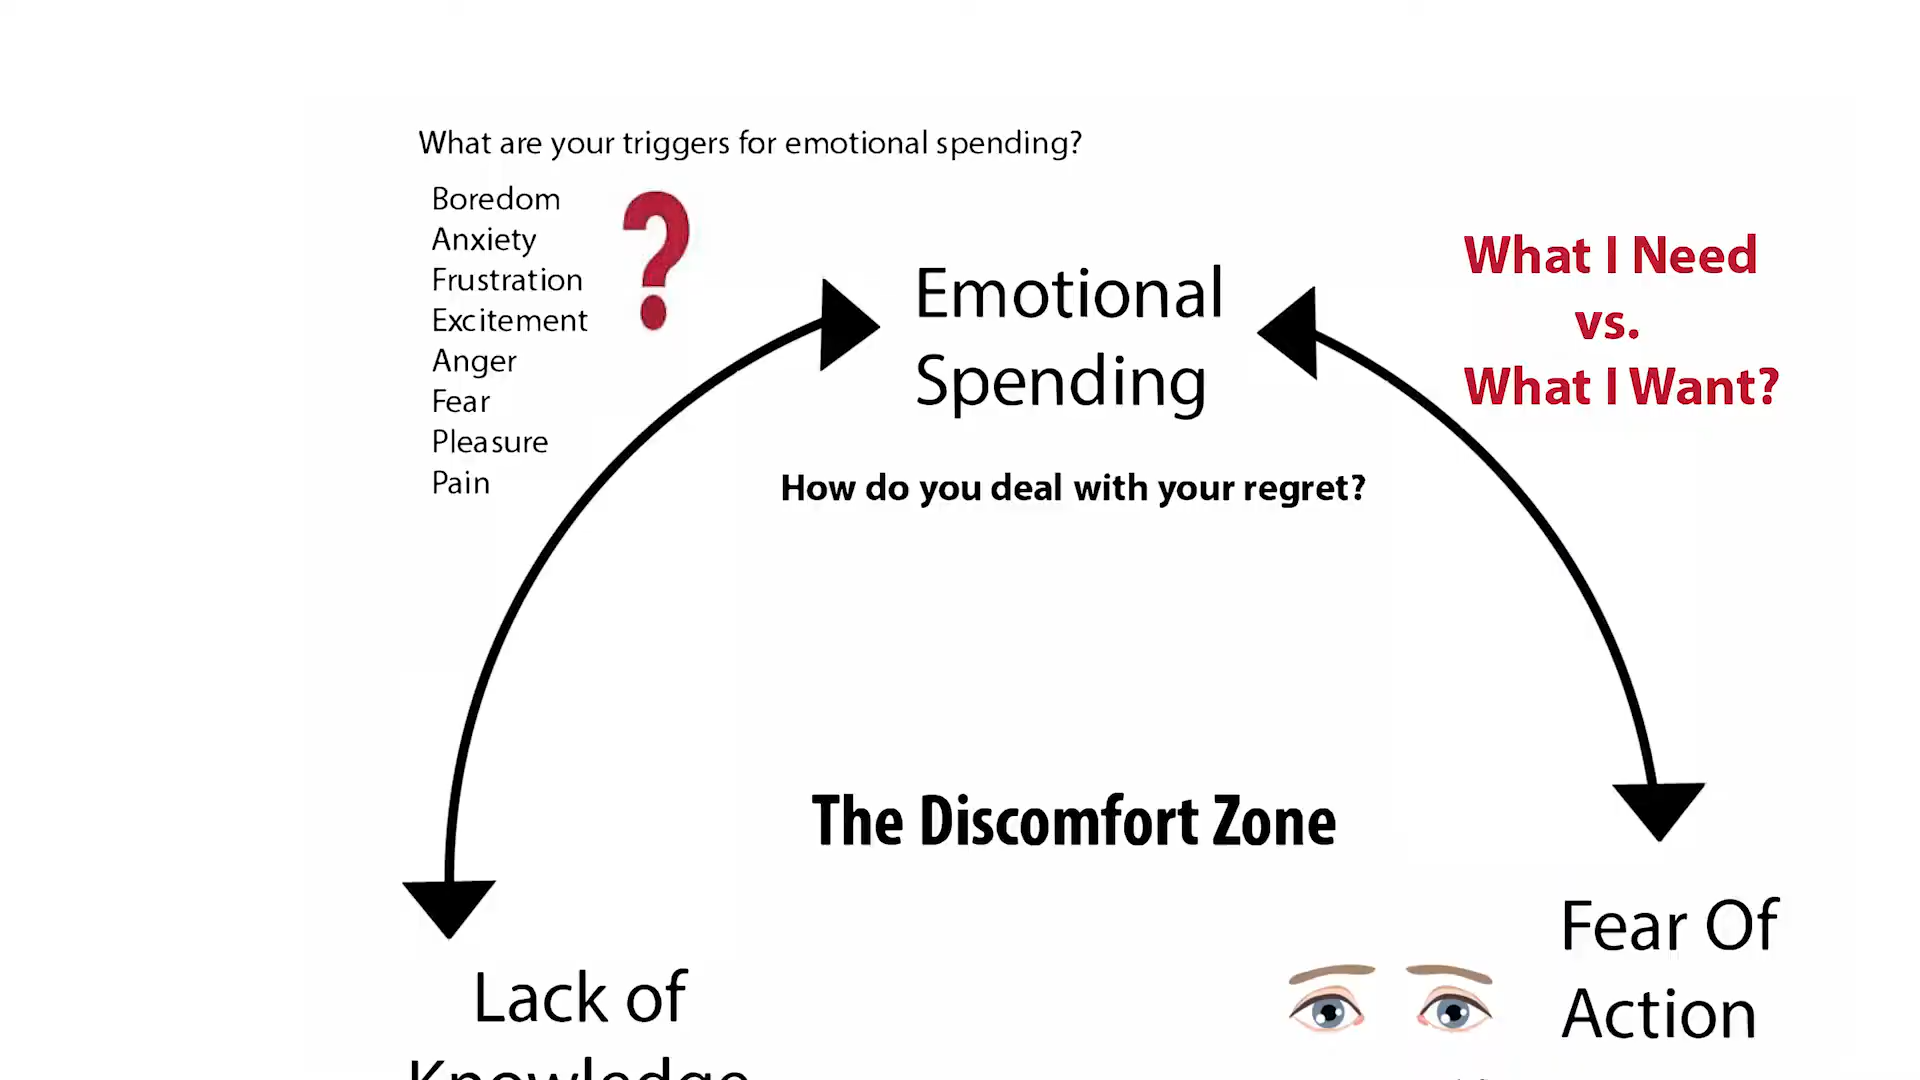 What are your triggers for emotional spending?
Boredom
Anxiety
Frustration
Excitement
Anger
Fear
Pleasure
Pain
?
Emotional
Spending
What I Need
vs.
What I Want?
How do you deal with your regret?
The Discomfort Zone
Fear Of
Action
Lack of
Knowledge